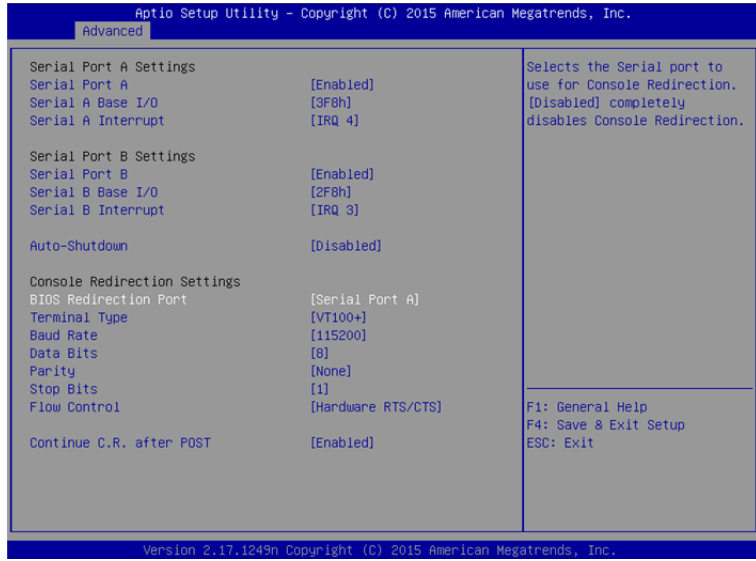 Aptio Setup Utility – Copyright (C) 2015 American Megatrends, Inc.
Advanced
Serial Port A Settings
Serial Port A [Enabled]
Serial A Base I/O [3F8h]
Serial A Interrupt [IRQ 4]
Serial Port B Settings
Serial Port B [Enabled]
Serial B Base I/O [2F8h]
Serial B Interrupt [IRQ 3]
Auto-Shutdown [Disabled]
Console Redirection Settings
BIOS Redirection Port [Serial Port A]
Terminal Type [VT100+]
Baud Rate [115200]
Data Bits [8]
Parity [None]
Stop Bits [1]
Flow Control [Hardware RTS/CTS]
Continue C.R. after POST [Enabled]
Selects the Serial port to
use for Console Redirection.
[Disabled] completely
disables Console Redirection.
F1: General Help
F4: Save & Exit Setup
ESC: Exit
Version 2.17.1249n Copyright (C) 2015 American Megatrends, Inc.